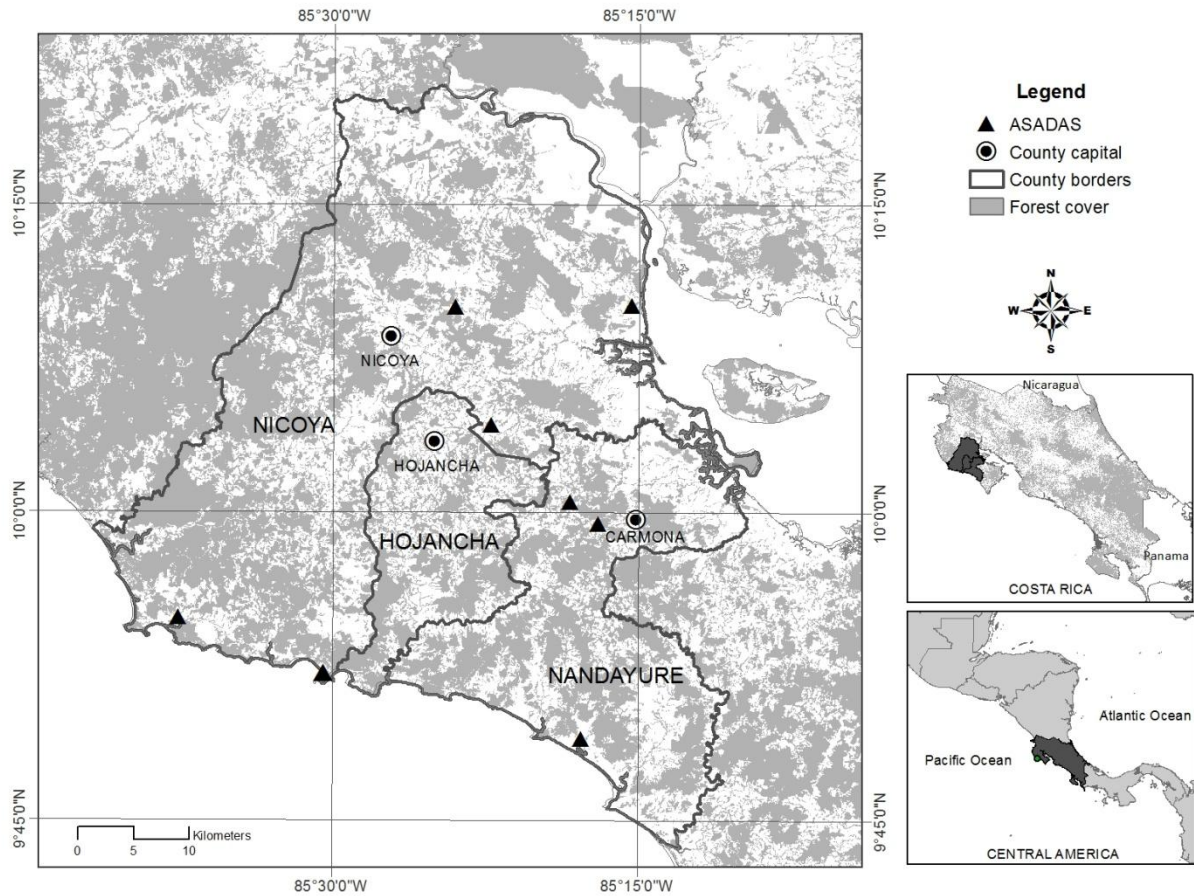 85°30'0"W
85°15'0"W
10°15'0"N
10°15'0"N
NICOYA
NICOYA
HOJANCHA
10°0'0"N
10°0'0"N
HOJANCHA
CARMONA
NANDAYURE
9°45'0"N
9°45'0"N
Kilometers
0 5 10
85°30'0"W
85°15'0"W
Legend
ASADAS
County capital
County borders
Forest cover
N
W E
S
Nicaragua
Panama
COSTA RICA
Atlantic Ocean
Pacific Ocean
CENTRAL AMERICA